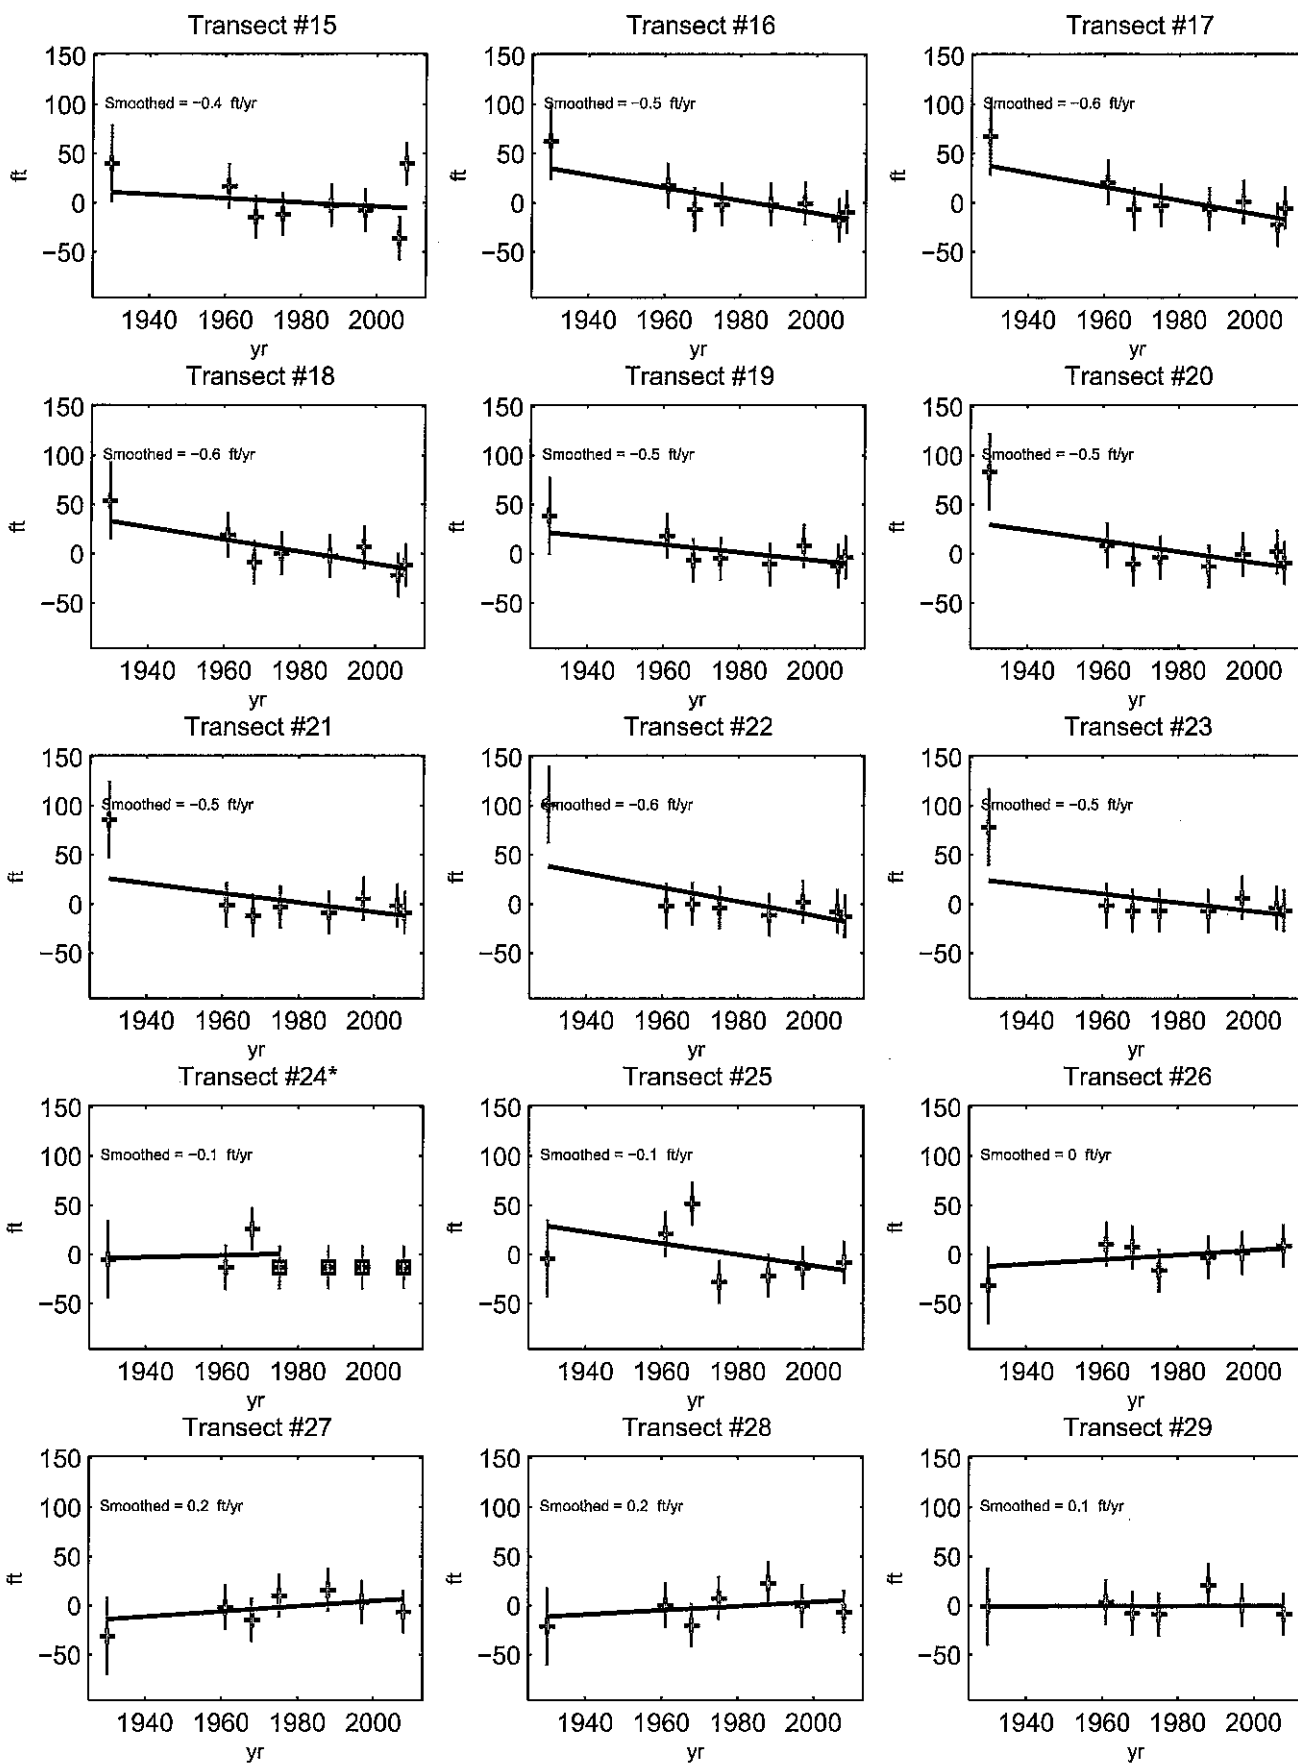 Transect #15
Transect #16
Transect #17
150
100
50
0
−50
ft
Smoothed = −0.4 ft/yr
1940 1960 1980 2000
yr
150
100
50
0
−50
ft
Smoothed = −0.5 ft/yr
1940 1960 1980 2000
yr
150
100
50
0
−50
ft
Smoothed = −0.6 ft/yr
1940 1960 1980 2000
yr
Transect #18
Transect #19
Transect #20
150
100
50
0
−50
ft
Smoothed = −0.6 ft/yr
1940 1960 1980 2000
yr
150
100
50
0
−50
ft
Smoothed = −0.5 ft/yr
1940 1960 1980 2000
yr
150
100
50
0
−50
ft
Smoothed = −0.5 ft/yr
1940 1960 1980 2000
yr
Transect #21
Transect #22
Transect #23
150
100
50
0
−50
ft
Smoothed = −0.5 ft/yr
1940 1960 1980 2000
yr
150
100
50
0
−50
ft
Smoothed = −0.6 ft/yr
1940 1960 1980 2000
yr
150
100
50
0
−50
ft
Smoothed = −0.5 ft/yr
1940 1960 1980 2000
yr
Transect #24*
Transect #25
Transect #26
150
100
50
0
−50
ft
Smoothed = −0.1 ft/yr
1940 1960 1980 2000
yr
150
100
50
0
−50
ft
Smoothed = −0.1 ft/yr
1940 1960 1980 2000
yr
150
100
50
0
−50
ft
Smoothed = 0 ft/yr
1940 1960 1980 2000
yr
Transect #27
Transect #28
Transect #29
150
100
50
0
−50
ft
Smoothed = 0.2 ft/yr
1940 1960 1980 2000
yr
150
100
50
0
−50
ft
Smoothed = 0.2 ft/yr
1940 1960 1980 2000
yr
150
100
50
0
−50
ft
Smoothed = 0.1 ft/yr
1940 1960 1980 2000
yr